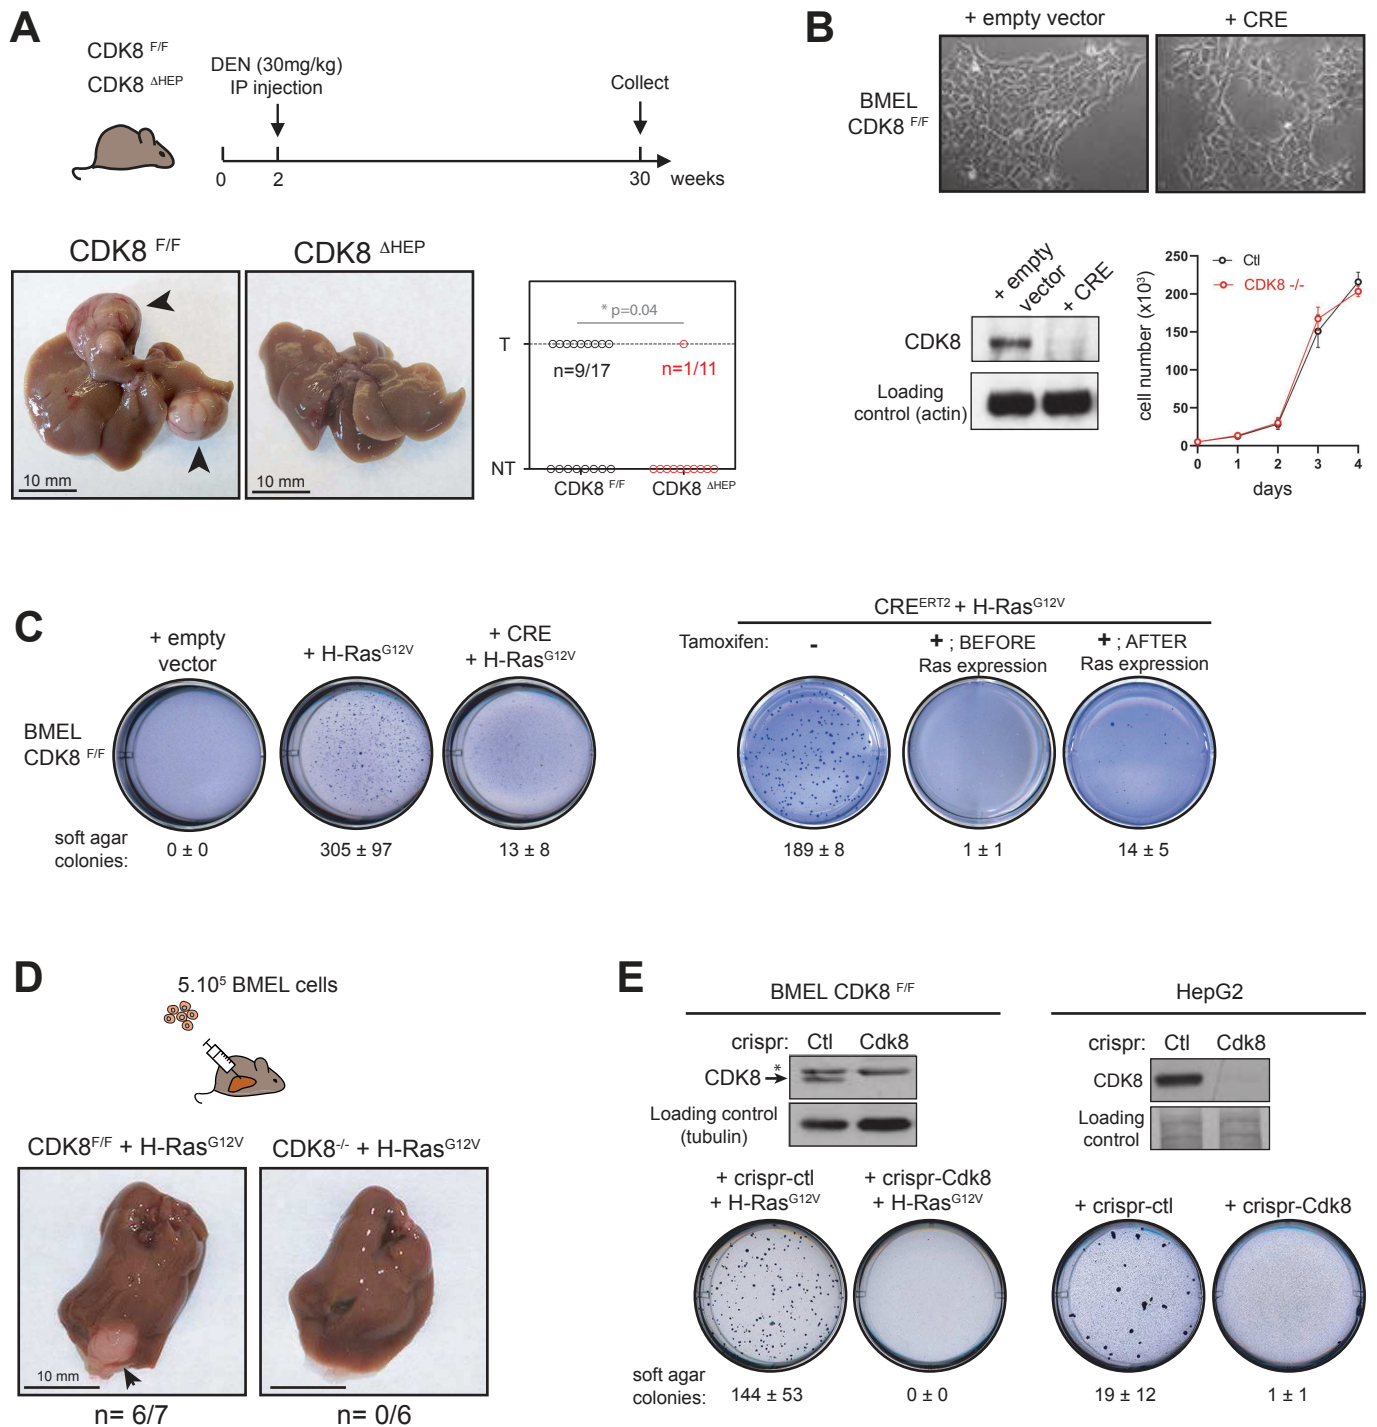 A
CDK8 F/F
CDK8 ΔHEP
DEN (30mg/kg)
IP injection
Collect
0 2 30 weeks
CDK8 F/F
CDK8 ΔHEP
10 mm
10 mm
* p=0.04
T
n=9/17
n=1/11
NT
CDK8 F/F
CDK8 ΔHEP
B
+ empty vector
+ CRE
BMEL
CDK8 F/F
+ empty
vector
+ CRE
CDK8
Loading
control (actin)
cell number (x10³)
250
200
150
100
50
0
Ctl
CDK8 -/-
0 1 2 3 4
days
C
+ empty
vector
+ H-RasG12V
+ CRE
+ H-RasG12V
BMEL
CDK8 F/F
soft agar
colonies:
0 ± 0
305 ± 97
13 ± 8
CREERT2 + H-RasG12V
Tamoxifen:
-
+ ; BEFORE
Ras expression
+ ; AFTER
Ras expression
189 ± 8
1 ± 1
14 ± 5
D
5.10⁵ BMEL cells
CDK8F/F + H-RasG12V
CDK8-/- + H-RasG12V
10 mm
n= 6/7
n= 0/6
E
BMEL CDK8 F/F
crispr: Ctl Cdk8
*
CDK8
Loading control
(tubulin)
+ crispr-ctl
+ H-RasG12V
+ crispr-Cdk8
+ H-RasG12V
soft agar
colonies:
144 ± 53
0 ± 0
HepG2
crispr: Ctl Cdk8
CDK8
Loading
control
+ crispr-ctl
+ crispr-Cdk8
19 ± 12
1 ± 1